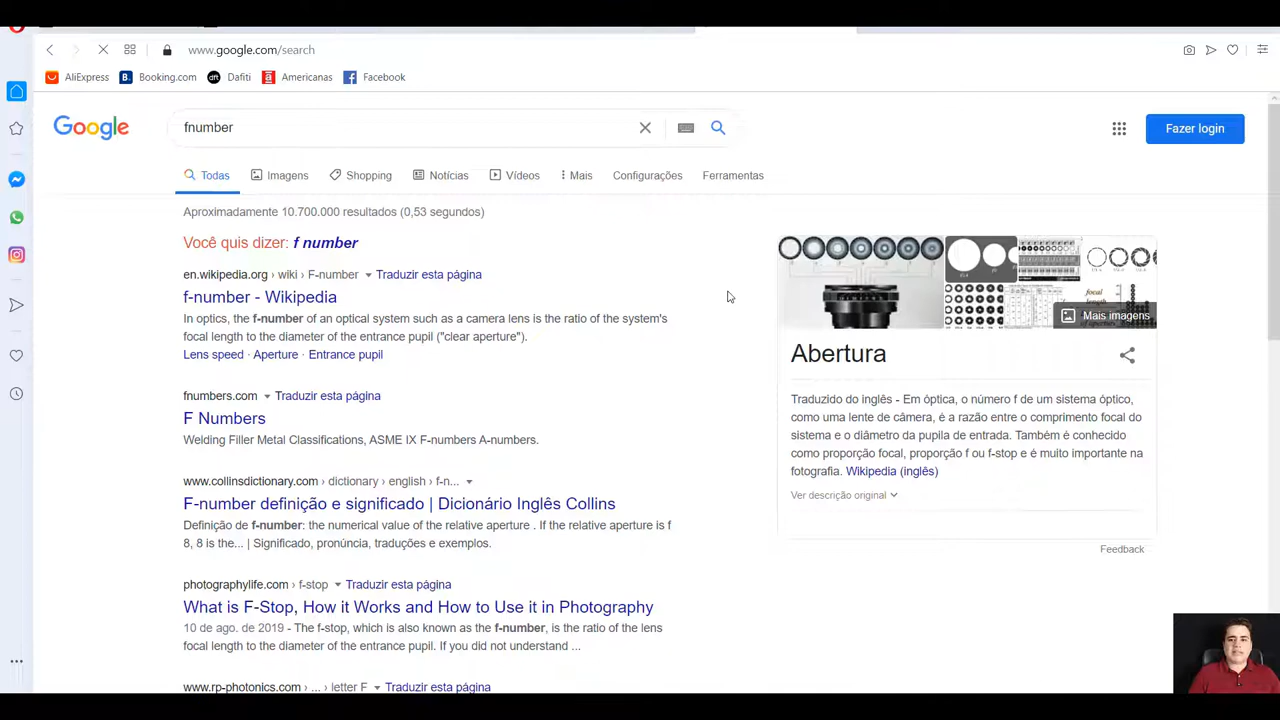 www.google.com/search
AliExpress
Booking.com
Dafiti
Americanas
Facebook
Google
fnumber
Fazer login
Todas
Imagens
Shopping
Notícias
Vídeos
Mais
Configurações
Ferramentas
Aproximadamente 10.700.000 resultados (0,53 segundos)
Você quis dizer: f number
en.wikipedia.org › wiki › F-number Traduzir esta página
f-number - Wikipedia
In optics, the f-number of an optical system such as a camera lens is the ratio of the system's
focal length to the diameter of the entrance pupil ("clear aperture").
Lens speed · Aperture · Entrance pupil
fnumbers.com Traduzir esta página
F Numbers
Welding Filler Metal Classifications, ASME IX F-numbers A-numbers.
www.collinsdictionary.com › dictionary › english › f-n...
F-number definição e significado | Dicionário Inglês Collins
Definição de f-number: the numerical value of the relative aperture . If the relative aperture is f
8, 8 is the... | Significado, pronúncia, traduções e exemplos.
photographylife.com › f-stop Traduzir esta página
What is F-Stop, How it Works and How to Use it in Photography
10 de ago. de 2019 - The f-stop, which is also known as the f-number, is the ratio of the lens
focal length to the diameter of the entrance pupil. If you did not understand ...
www.rp-photonics.com › ... › letter F Traduzir esta página
Mais imagens
Abertura
Traduzido do inglês - Em óptica, o número f de um sistema óptico,
como uma lente de câmera, é a razão entre o comprimento focal do
sistema e o diâmetro da pupila de entrada. Também é conhecido
como proporção focal, proporção f ou f-stop e é muito importante na
fotografia. Wikipedia (inglês)
Ver descrição original
Feedback